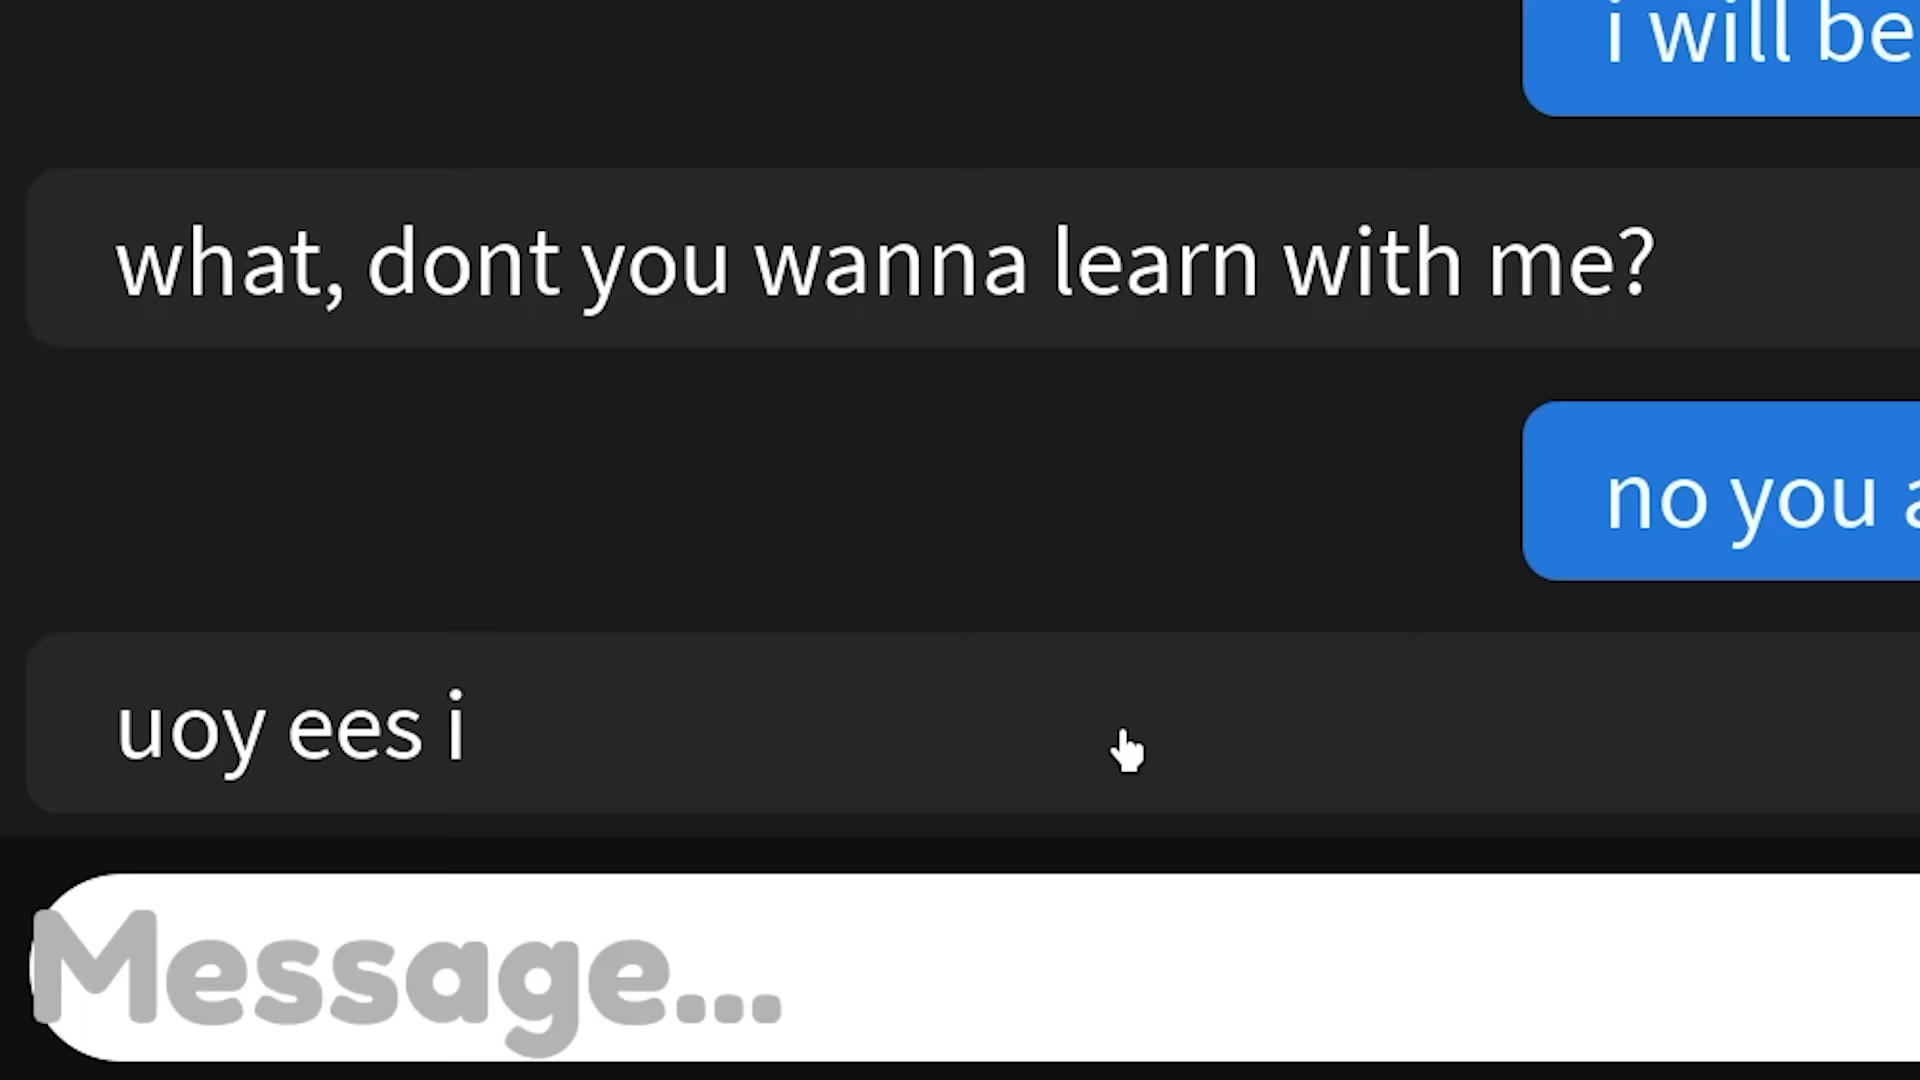 i will be
what, dont you wanna learn with me?
no you
uoy ees i
Message...